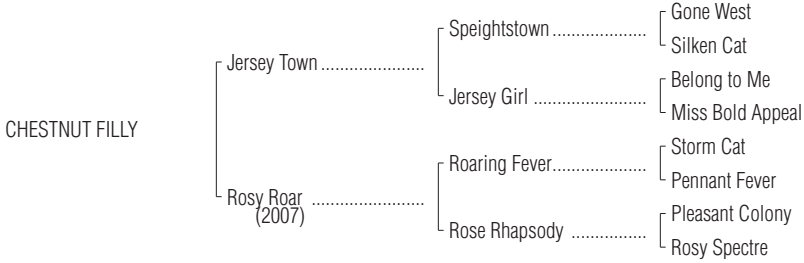 Gone West
Speightstown ....................
Silken Cat
Jersey Town ......................
Belong to Me
Jersey Girl ........................
Miss Bold Appeal
CHESTNUT FILLY
Storm Cat
Roaring Fever....................
Pennant Fever
Rosy Roar ........................
(2007)
Pleasant Colony
Rose Rhapsody ................
Rosy Spectre